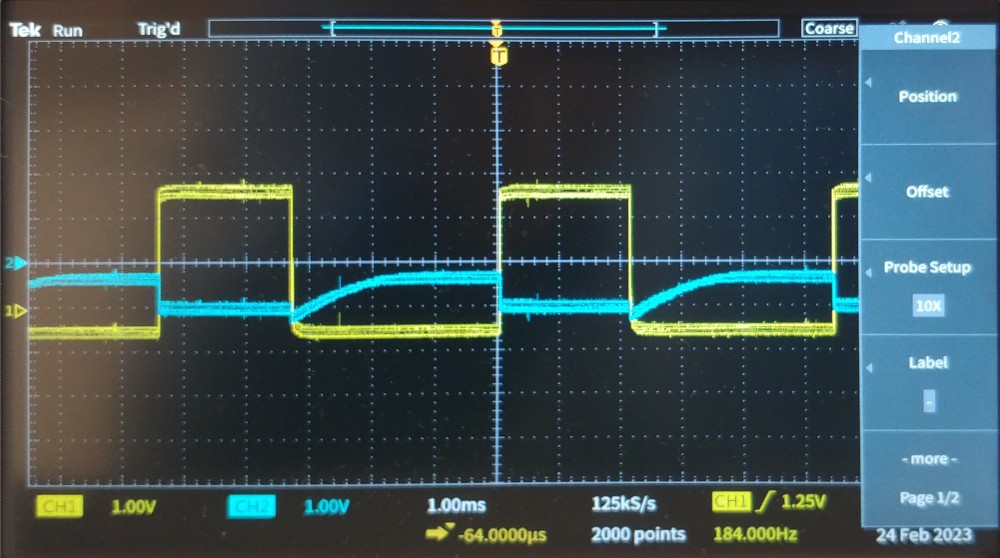 Tek Run Trig'd Coarse
T
T
Channel2
Position
Offset
Probe Setup
10X
Label
-
- more -
Page 1/2
2
1
CH1 1.00V CH2 1.00V 1.00ms 125kS/s CH1 1.25V
-64.0000µs 2000 points 184.000Hz 24 Feb 2023